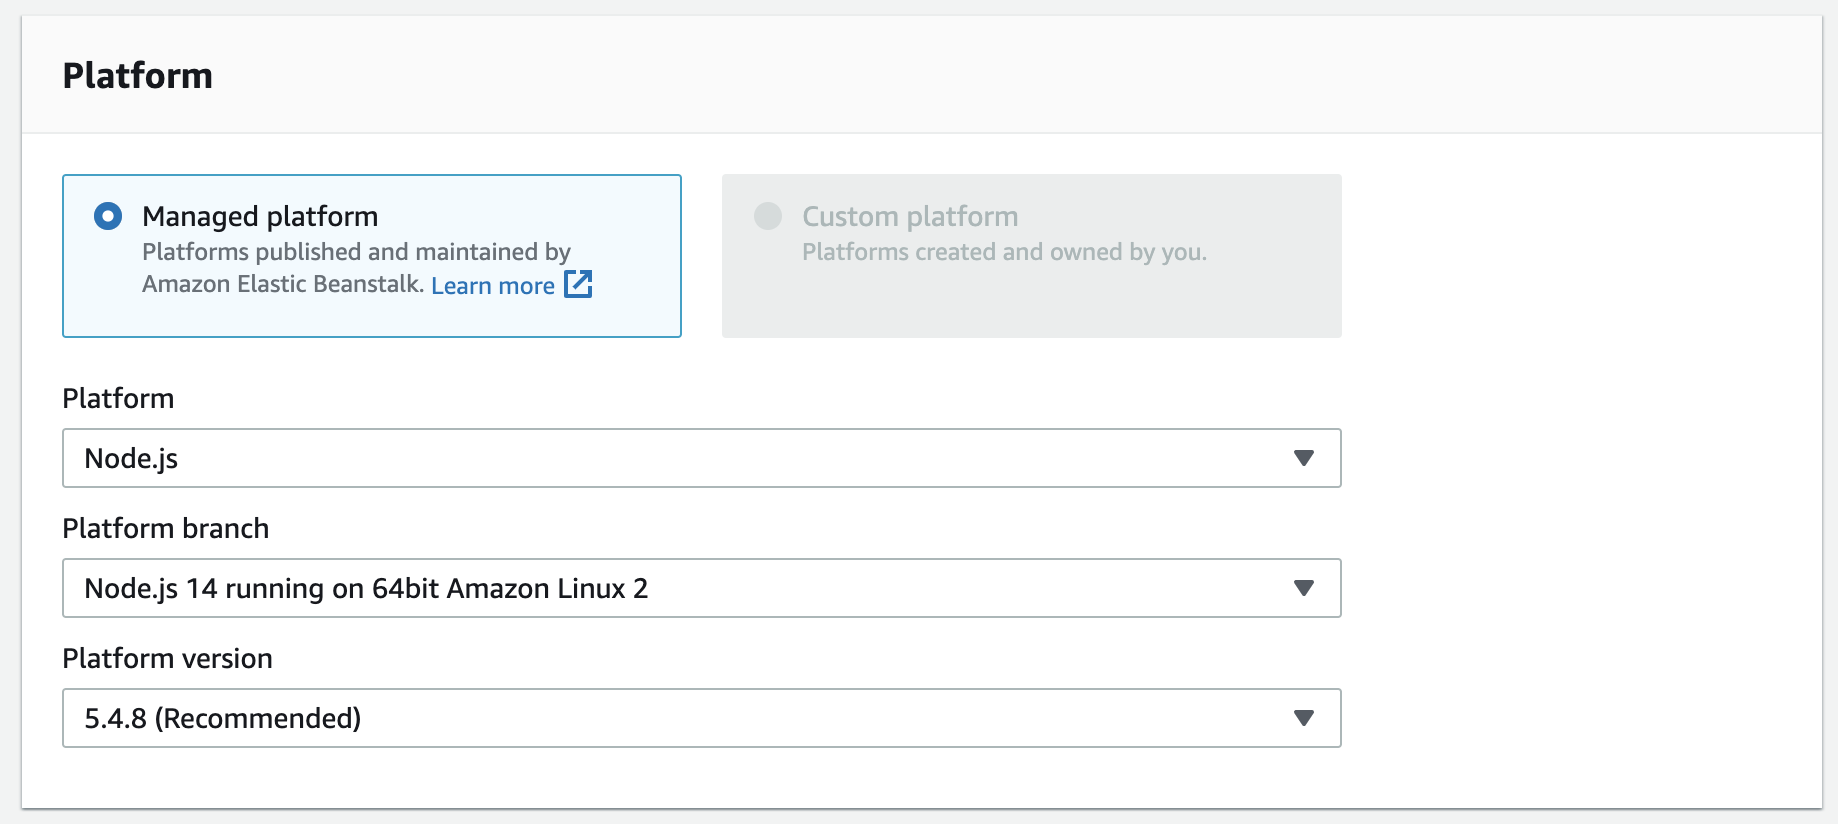 Platform
Managed platform
Platforms published and maintained by
Amazon Elastic Beanstalk. Learn more
Custom platform
Platforms created and owned by you.
Platform
Node.js
Platform branch
Node.js 14 running on 64bit Amazon Linux 2
Platform version
5.4.8 (Recommended)